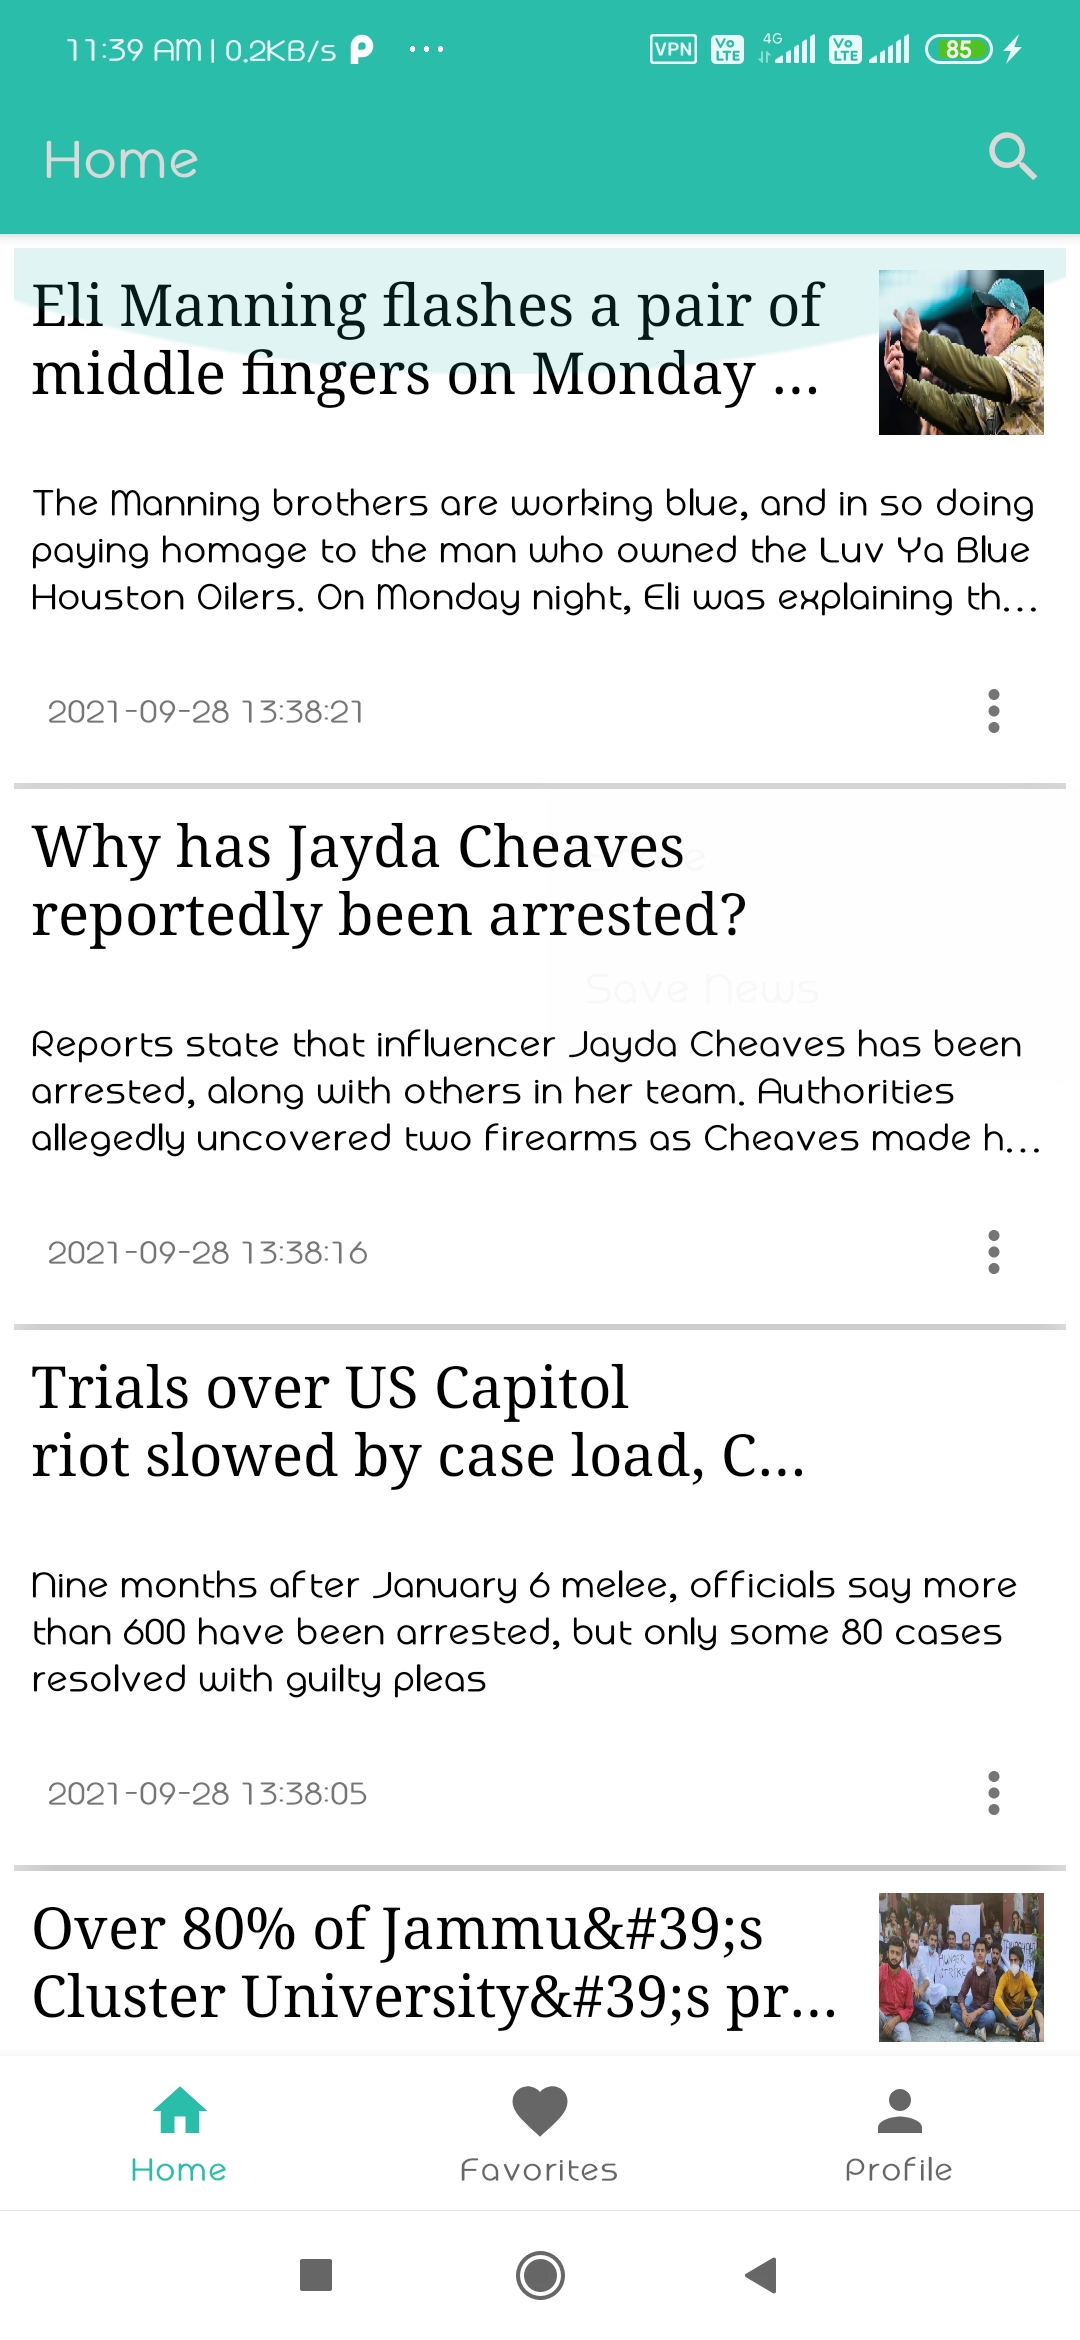 11:39 AM | 0.2KB/s P ...
VPN Vo LTE 4G Vo LTE 85
Home
Eli Manning flashes a pair of
middle fingers on Monday ...
The Manning brothers are working blue, and in so doing
paying homage to the man who owned the Luv Ya Blue
Houston Oilers. On Monday night, Eli was explaining th...
2021-09-28 13:38:21
Why has Jayda Cheaves
reportedly been arrested?
Save News
Reports state that influencer Jayda Cheaves has been
arrested, along with others in her team. Authorities
allegedly uncovered two firearms as Cheaves made h...
2021-09-28 13:38:16
Trials over US Capitol
riot slowed by case load, C...
Nine months after January 6 melee, officials say more
than 600 have been arrested, but only some 80 cases
resolved with guilty pleas
2021-09-28 13:38:05
Over 80% of Jammu&#39;s
Cluster University&#39;s pr...
HUNGER
STRIKE
Home
Favorites
Profile